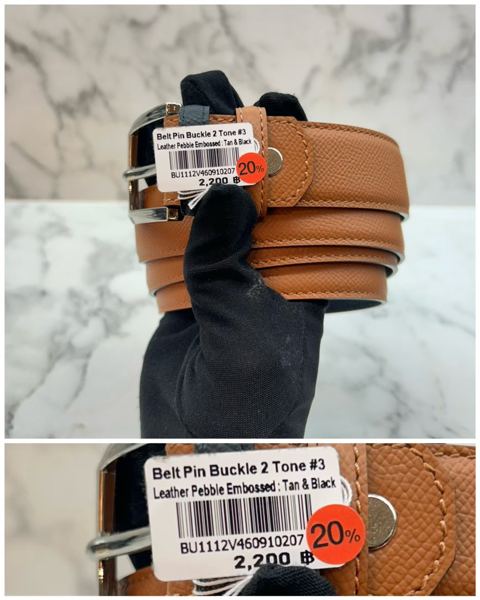 Belt Pin Buckle 2 Tone #3
Leather Pebble Embossed : Tan & Black
BU1112V460910207
20%
2,200 ฿
Belt Pin Buckle 2 Tone #3
Leather Pebble Embossed : Tan & Black
BU1112V460910207
20%
2,200 ฿